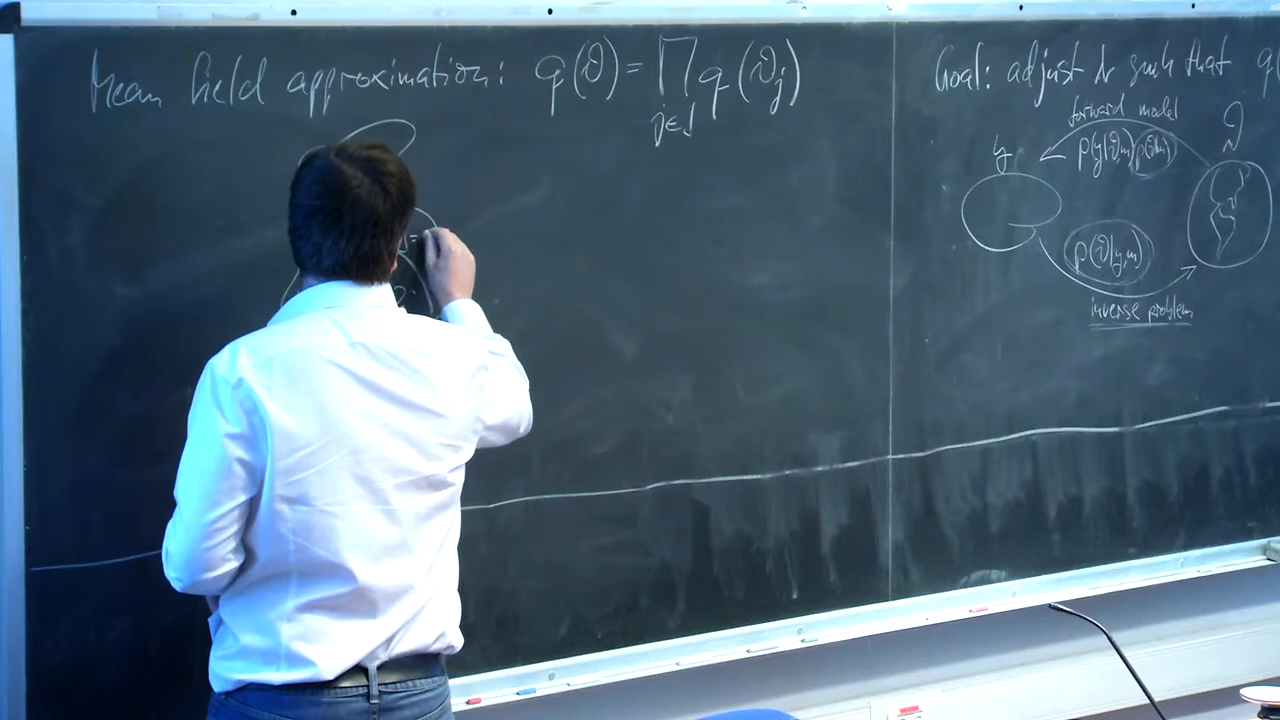 Mean field approximation: q(ϑ) = ∏ q(ϑj)
j∈J
Goal: adjust λ such that q(
forward model
y
ϑ
p(y|ϑ,m) p(ϑ|m)
p(ϑ|y,m)
inverse problem